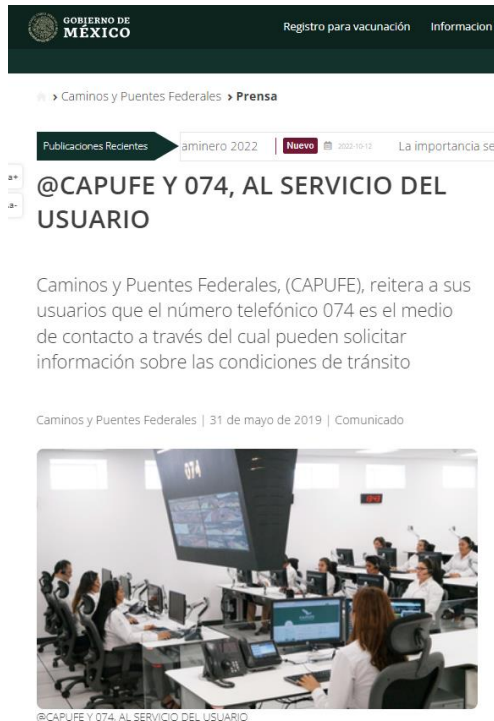 GOBIERNO DE
MÉXICO
Registro para vacunación Informacion
> Caminos y Puentes Federales > Prensa
Publicaciones Recientes aminero 2022 Nuevo 2022-10-12 La importancia se
a+
a-
@CAPUFE Y 074, AL SERVICIO DEL
USUARIO
Caminos y Puentes Federales, (CAPUFE), reitera a sus
usuarios que el número telefónico 074 es el medio
de contacto a través del cual pueden solicitar
información sobre las condiciones de tránsito
Caminos y Puentes Federales | 31 de mayo de 2019 | Comunicado
074
@CAPUFE Y 074, AL SERVICIO DEL USUARIO